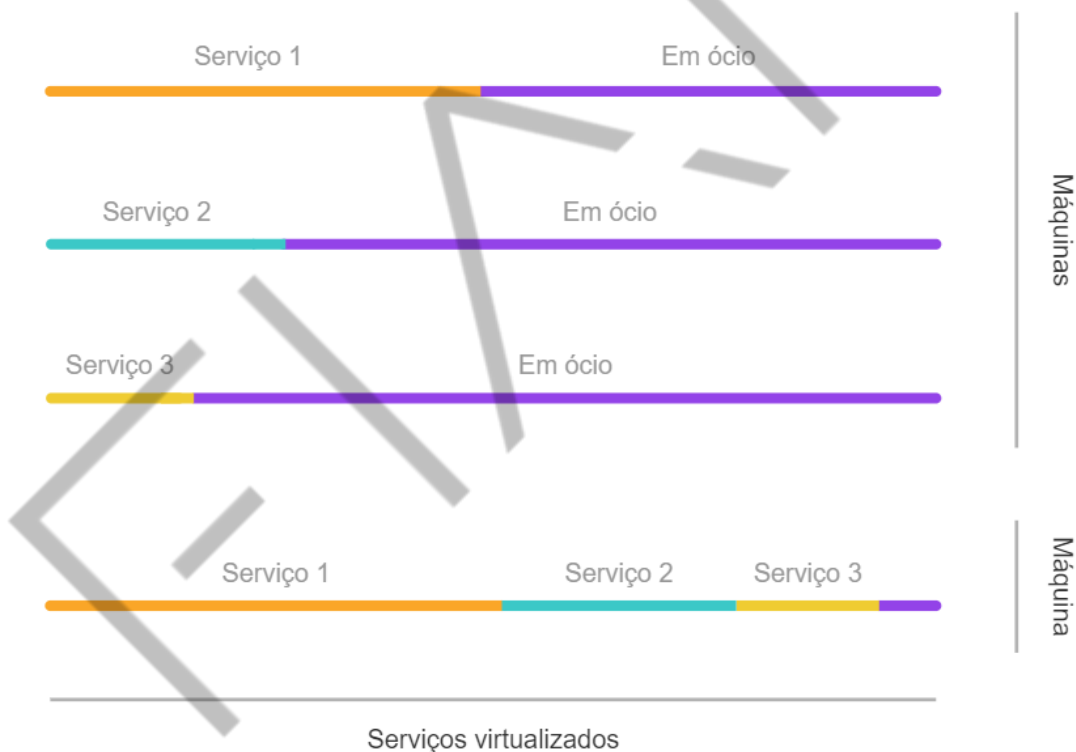 Serviço 1
Em ócio
Serviço 2
Em ócio
Serviço 3
Em ócio
Máquinas
Serviço 1
Serviço 2
Serviço 3
Máquina
Serviços virtualizados